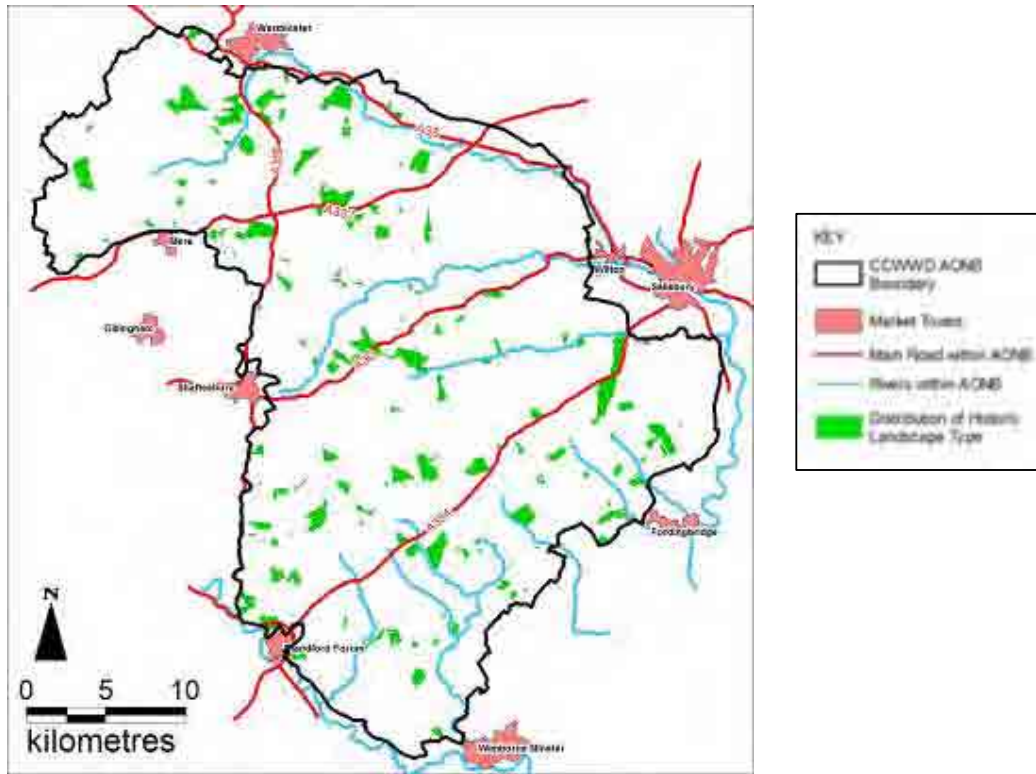 Warminster
A36
A350
A303
Mere
Wilton
Salisbury
Gillingham
A30
Shaftesbury
A354
Fordingbridge
Blandford Forum
Wimborne Minster
N
0 5 10
kilometres
KEY
CCWWD AONB
Boundary
Market Towns
Main Road within AONB
Rivers within AONB
Distribution of Historic
Landscape Type